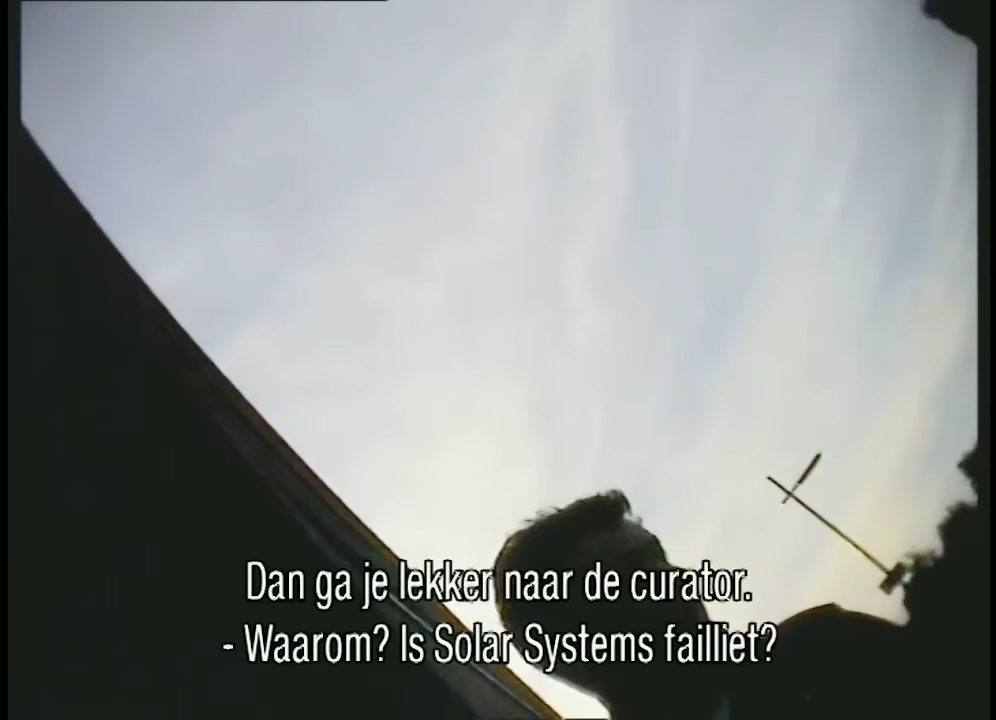 Dan ga je lekker naar de curator.
- Waarom? Is Solar Systems failliet?